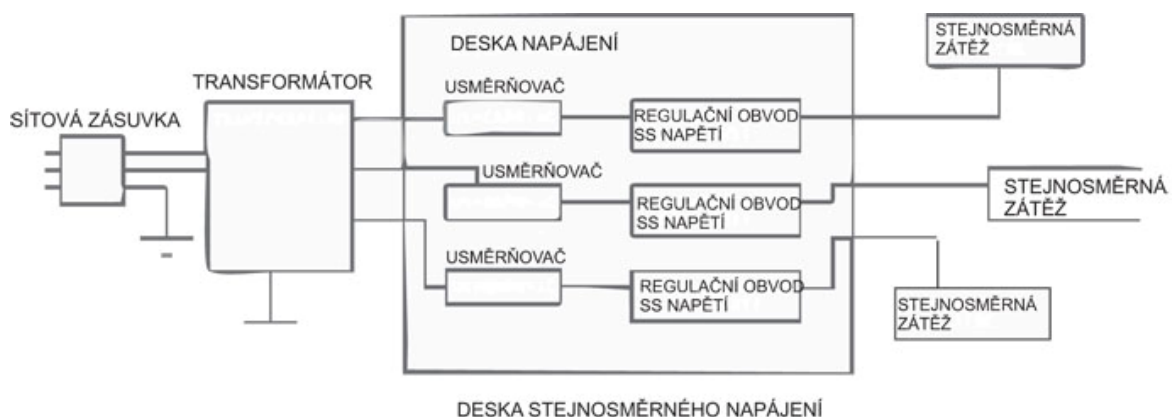 DESKA NAPÁJENÍ
STEJNOSMĚRNÁ
ZÁTĚŽ
TRANSFORMÁTOR
USMĚRŇOVAČ
SÍTOVÁ ZÁSUVKA
REGULAČNÍ OBVOD
SS NAPĚTÍ
USMĚRŇOVAČ
STEJNOSMĚRNÁ
ZÁTĚŽ
REGULAČNÍ OBVOD
SS NAPĚTÍ
USMĚRŇOVAČ
REGULAČNÍ OBVOD
SS NAPĚTÍ
STEJNOSMĚRNÁ
ZÁTĚŽ
DESKA STEJNOSMĚRNÉHO NAPÁJENÍ